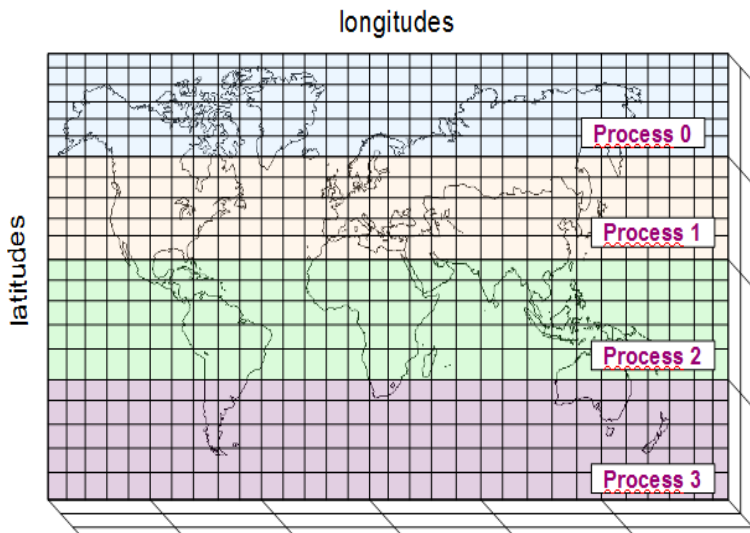 longitudes
latitudes
Process 0
Process 1
Process 2
Process 3